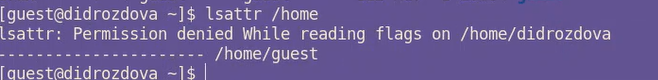 [guest@didrozdova ~]$ lsattr /home
lsattr: Permission denied While reading flags on /home/didrozdova
---------------------- /home/guest
[guest@didrozdova ~]$